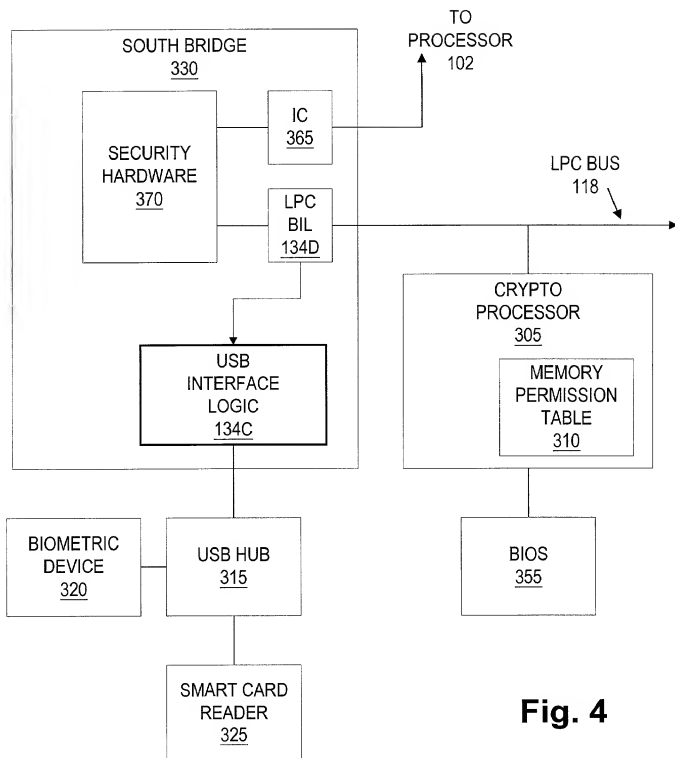 TO
PROCESSOR
102
SOUTH BRIDGE
330
IC
365
SECURITY
HARDWARE
370
LPC BUS
118
LPC
BIL
134D
CRYPTO
PROCESSOR
305
MEMORY
PERMISSION
TABLE
310
USB
INTERFACE
LOGIC
134C
BIOMETRIC
DEVICE
320
USB HUB
315
BIOS
355
SMART CARD
READER
325
Fig. 4